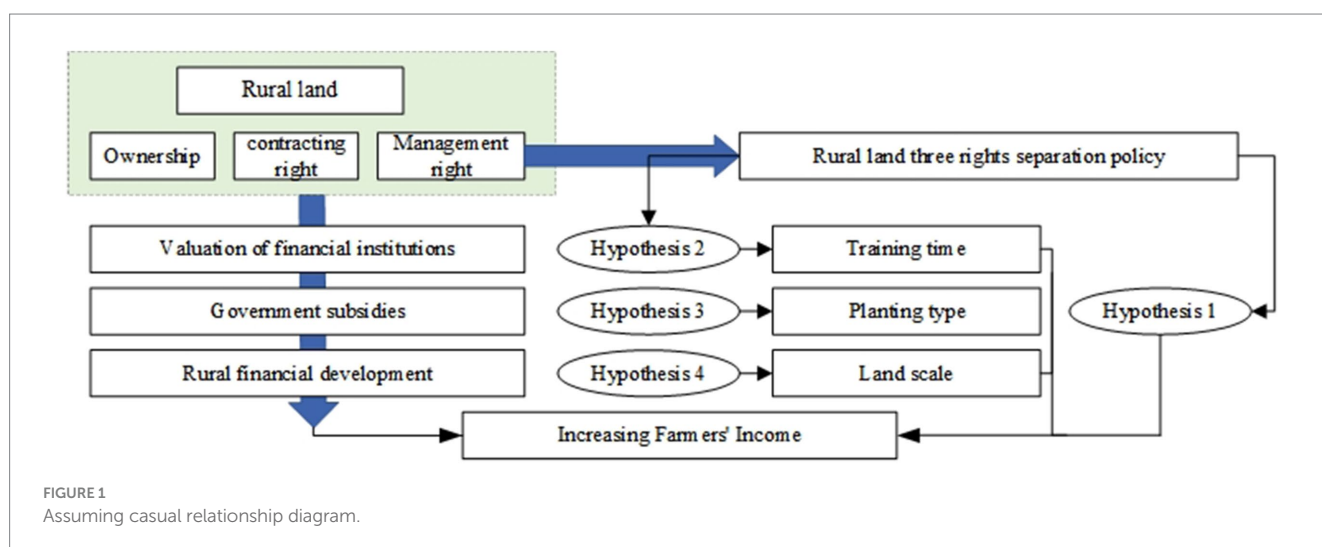 Rural land
Ownership
contracting
right
Management
right
Rural land three rights separation policy
Valuation of financial institutions
Hypothesis 2
Training time
Government subsidies
Hypothesis 3
Planting type
Hypothesis 1
Rural financial development
Hypothesis 4
Land scale
Increasing Farmers' Income
FIGURE 1
Assuming casual relationship diagram.